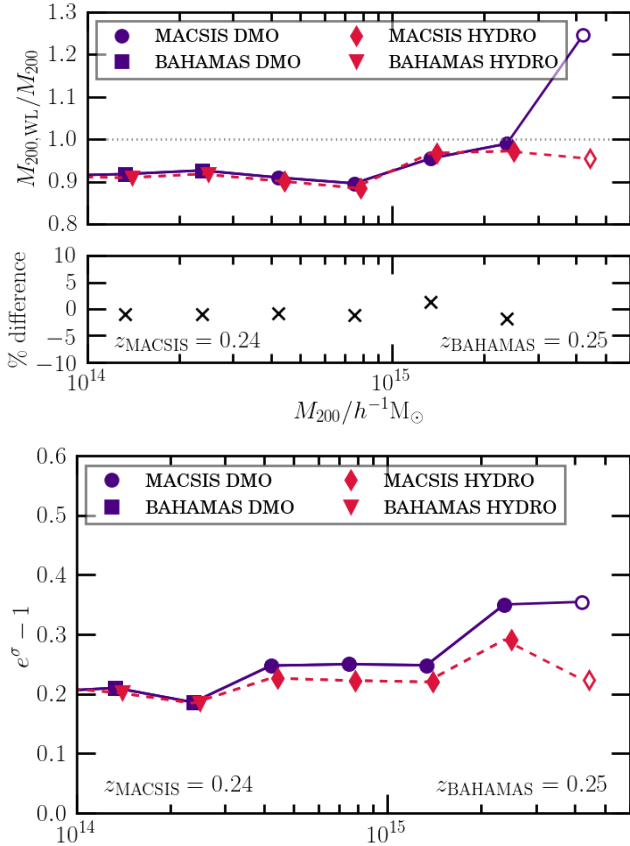 MACSIS DMO MACSIS HYDRO
BAHAMAS DMO BAHAMAS HYDRO
M200,WL/M200
1.3
1.2
1.1
1.0
0.9
0.8
% difference
10
5
0
−5
−10
zMACSIS = 0.24 zBAHAMAS = 0.25
10^14 10^15
M200/h^−1M⊙
MACSIS DMO MACSIS HYDRO
BAHAMAS DMO BAHAMAS HYDRO
e^σ − 1
0.6
0.5
0.4
0.3
0.2
0.1
0.0
zMACSIS = 0.24 zBAHAMAS = 0.25
10^14 10^15